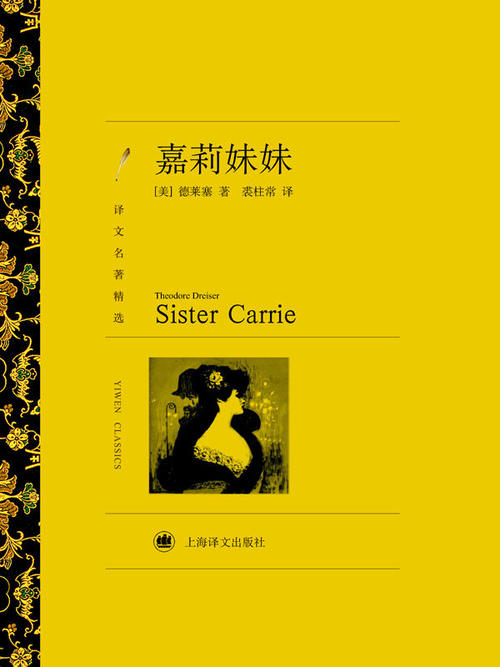 嘉莉妹妹
[美] 德莱塞 著 裘柱常 译
译文名著精选
Theodore Dreiser
Sister Carrie
YIWEN CLASSICS
上海译文出版社